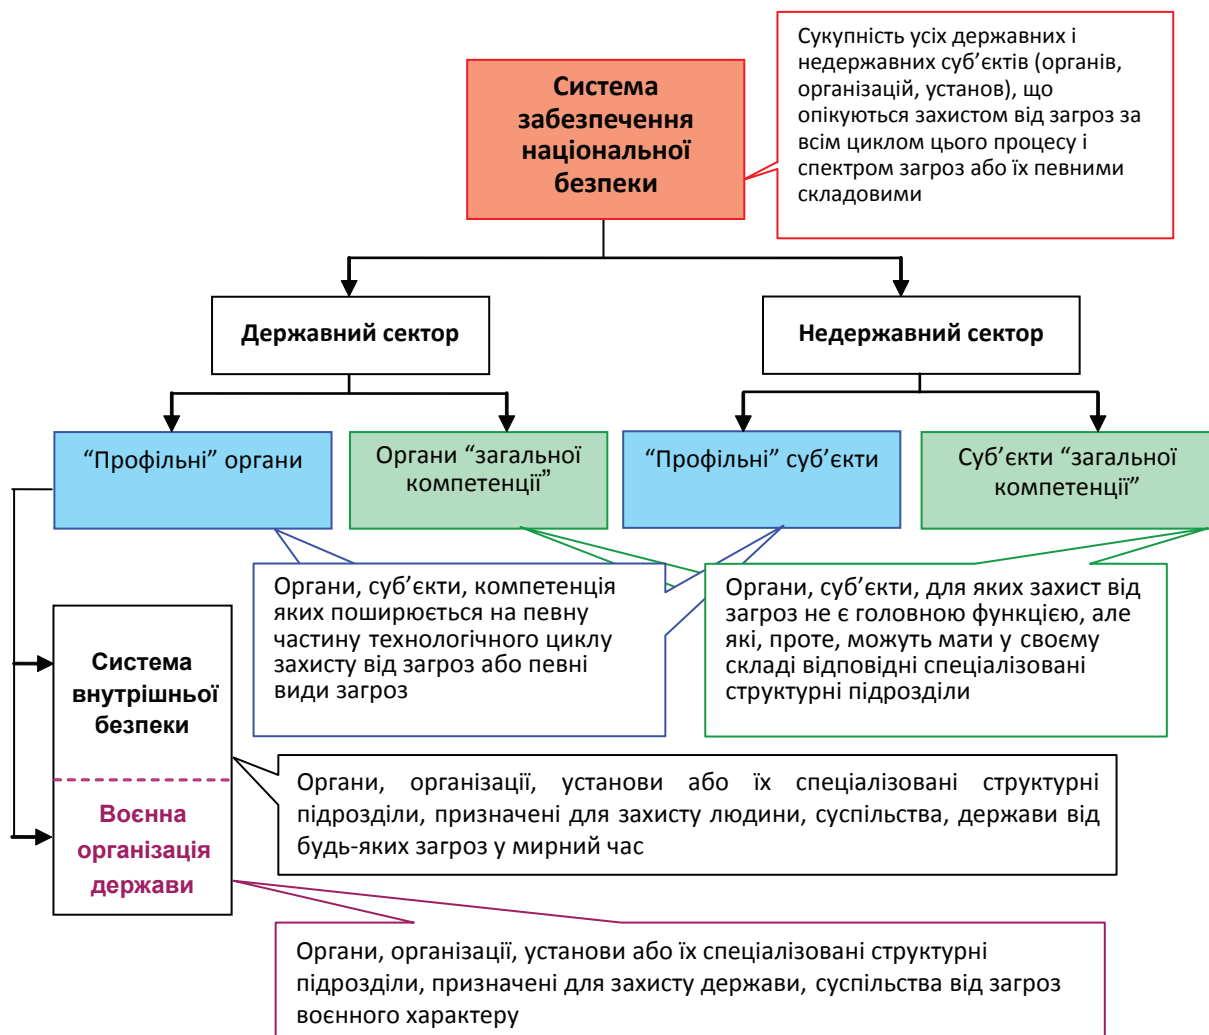 Система
забезпечення
національної
безпеки
Сукупність усіх державних і
недержавних суб’єктів (органів,
організацій, установ), що
опікуються захистом від загроз за
всім циклом цього процесу і
спектром загроз або їх певними
складовими
Державний сектор
Недержавний сектор
“Профільні” органи
Органи “загальної
компетенції”
“Профільні” суб’єкти
Суб’єкти “загальної
компетенції”
Органи, суб’єкти, компетенція
яких поширюється на певну
частину технологічного циклу
захисту від загроз або певні
види загроз
Органи, суб’єкти, для яких захист від
загроз не є головною функцією, але
які, проте, можуть мати у своєму
складі відповідні спеціалізовані
структурні підрозділи
Система
внутрішньої
безпеки
Воєнна
організація
держави
Органи, організації, установи або їх спеціалізовані структурні
підрозділи, призначені для захисту людини, суспільства, держави від
будь-яких загроз у мирний час
Органи, організації, установи або їх спеціалізовані структурні
підрозділи, призначені для захисту держави, суспільства від загроз
воєнного характеру